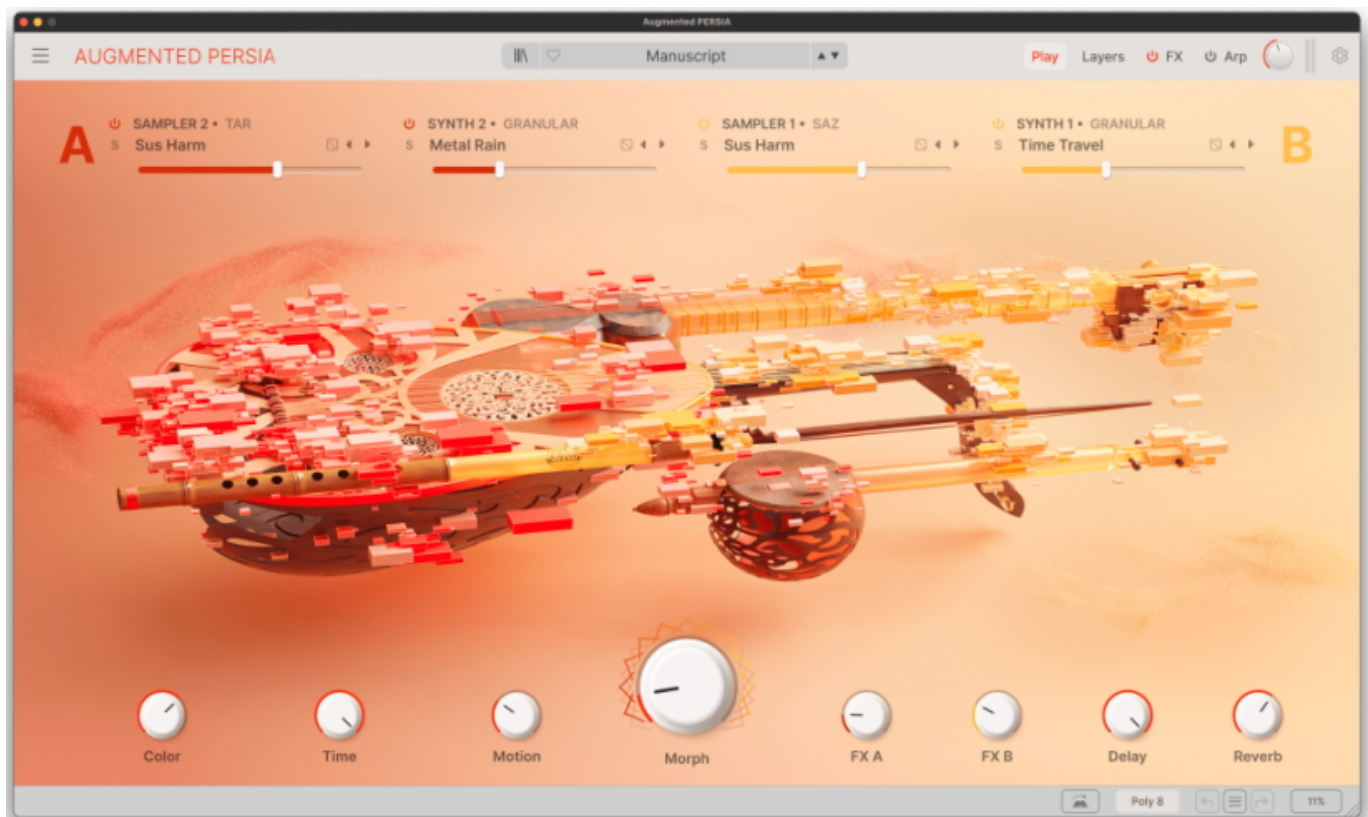 Augmented PERSIA
AUGMENTED PERSIA
Manuscript
Play Layers FX Arp
A
SAMPLER 2 • TAR
S Sus Harm
SYNTH 2 • GRANULAR
S Metal Rain
SAMPLER 1 • SAZ
S Sus Harm
SYNTH 1 • GRANULAR
S Time Travel
B
Color Time Motion Morph FX A FX B Delay Reverb
Poly 8
11%